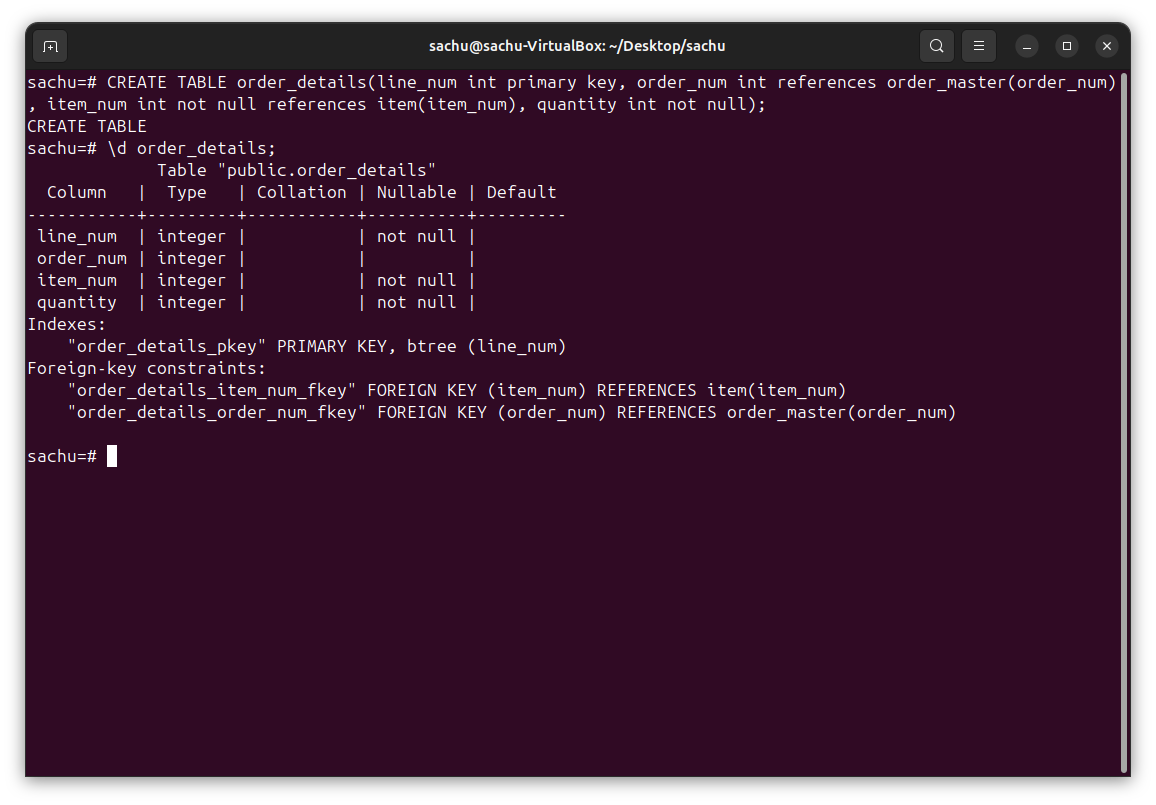 sachu@sachu-VirtualBox: ~/Desktop/sachu
sachu=# CREATE TABLE order_details(line_num int primary key, order_num int references order_master(order_num)
, item_num int not null references item(item_num), quantity int not null);
CREATE TABLE
sachu=# \d order_details;
             Table "public.order_details"
  Column   |  Type   | Collation | Nullable | Default
-----------+---------+-----------+----------+---------
 line_num  | integer |           | not null |
 order_num | integer |           |          |
 item_num  | integer |           | not null |
 quantity  | integer |           | not null |
Indexes:
    "order_details_pkey" PRIMARY KEY, btree (line_num)
Foreign-key constraints:
    "order_details_item_num_fkey" FOREIGN KEY (item_num) REFERENCES item(item_num)
    "order_details_order_num_fkey" FOREIGN KEY (order_num) REFERENCES order_master(order_num)
sachu=#